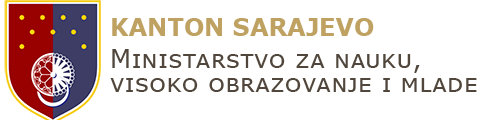 KANTON SARAJEVO
MINISTARSTVO ZA NAUKU,
VISOKO OBRAZOVANJE I MLADE